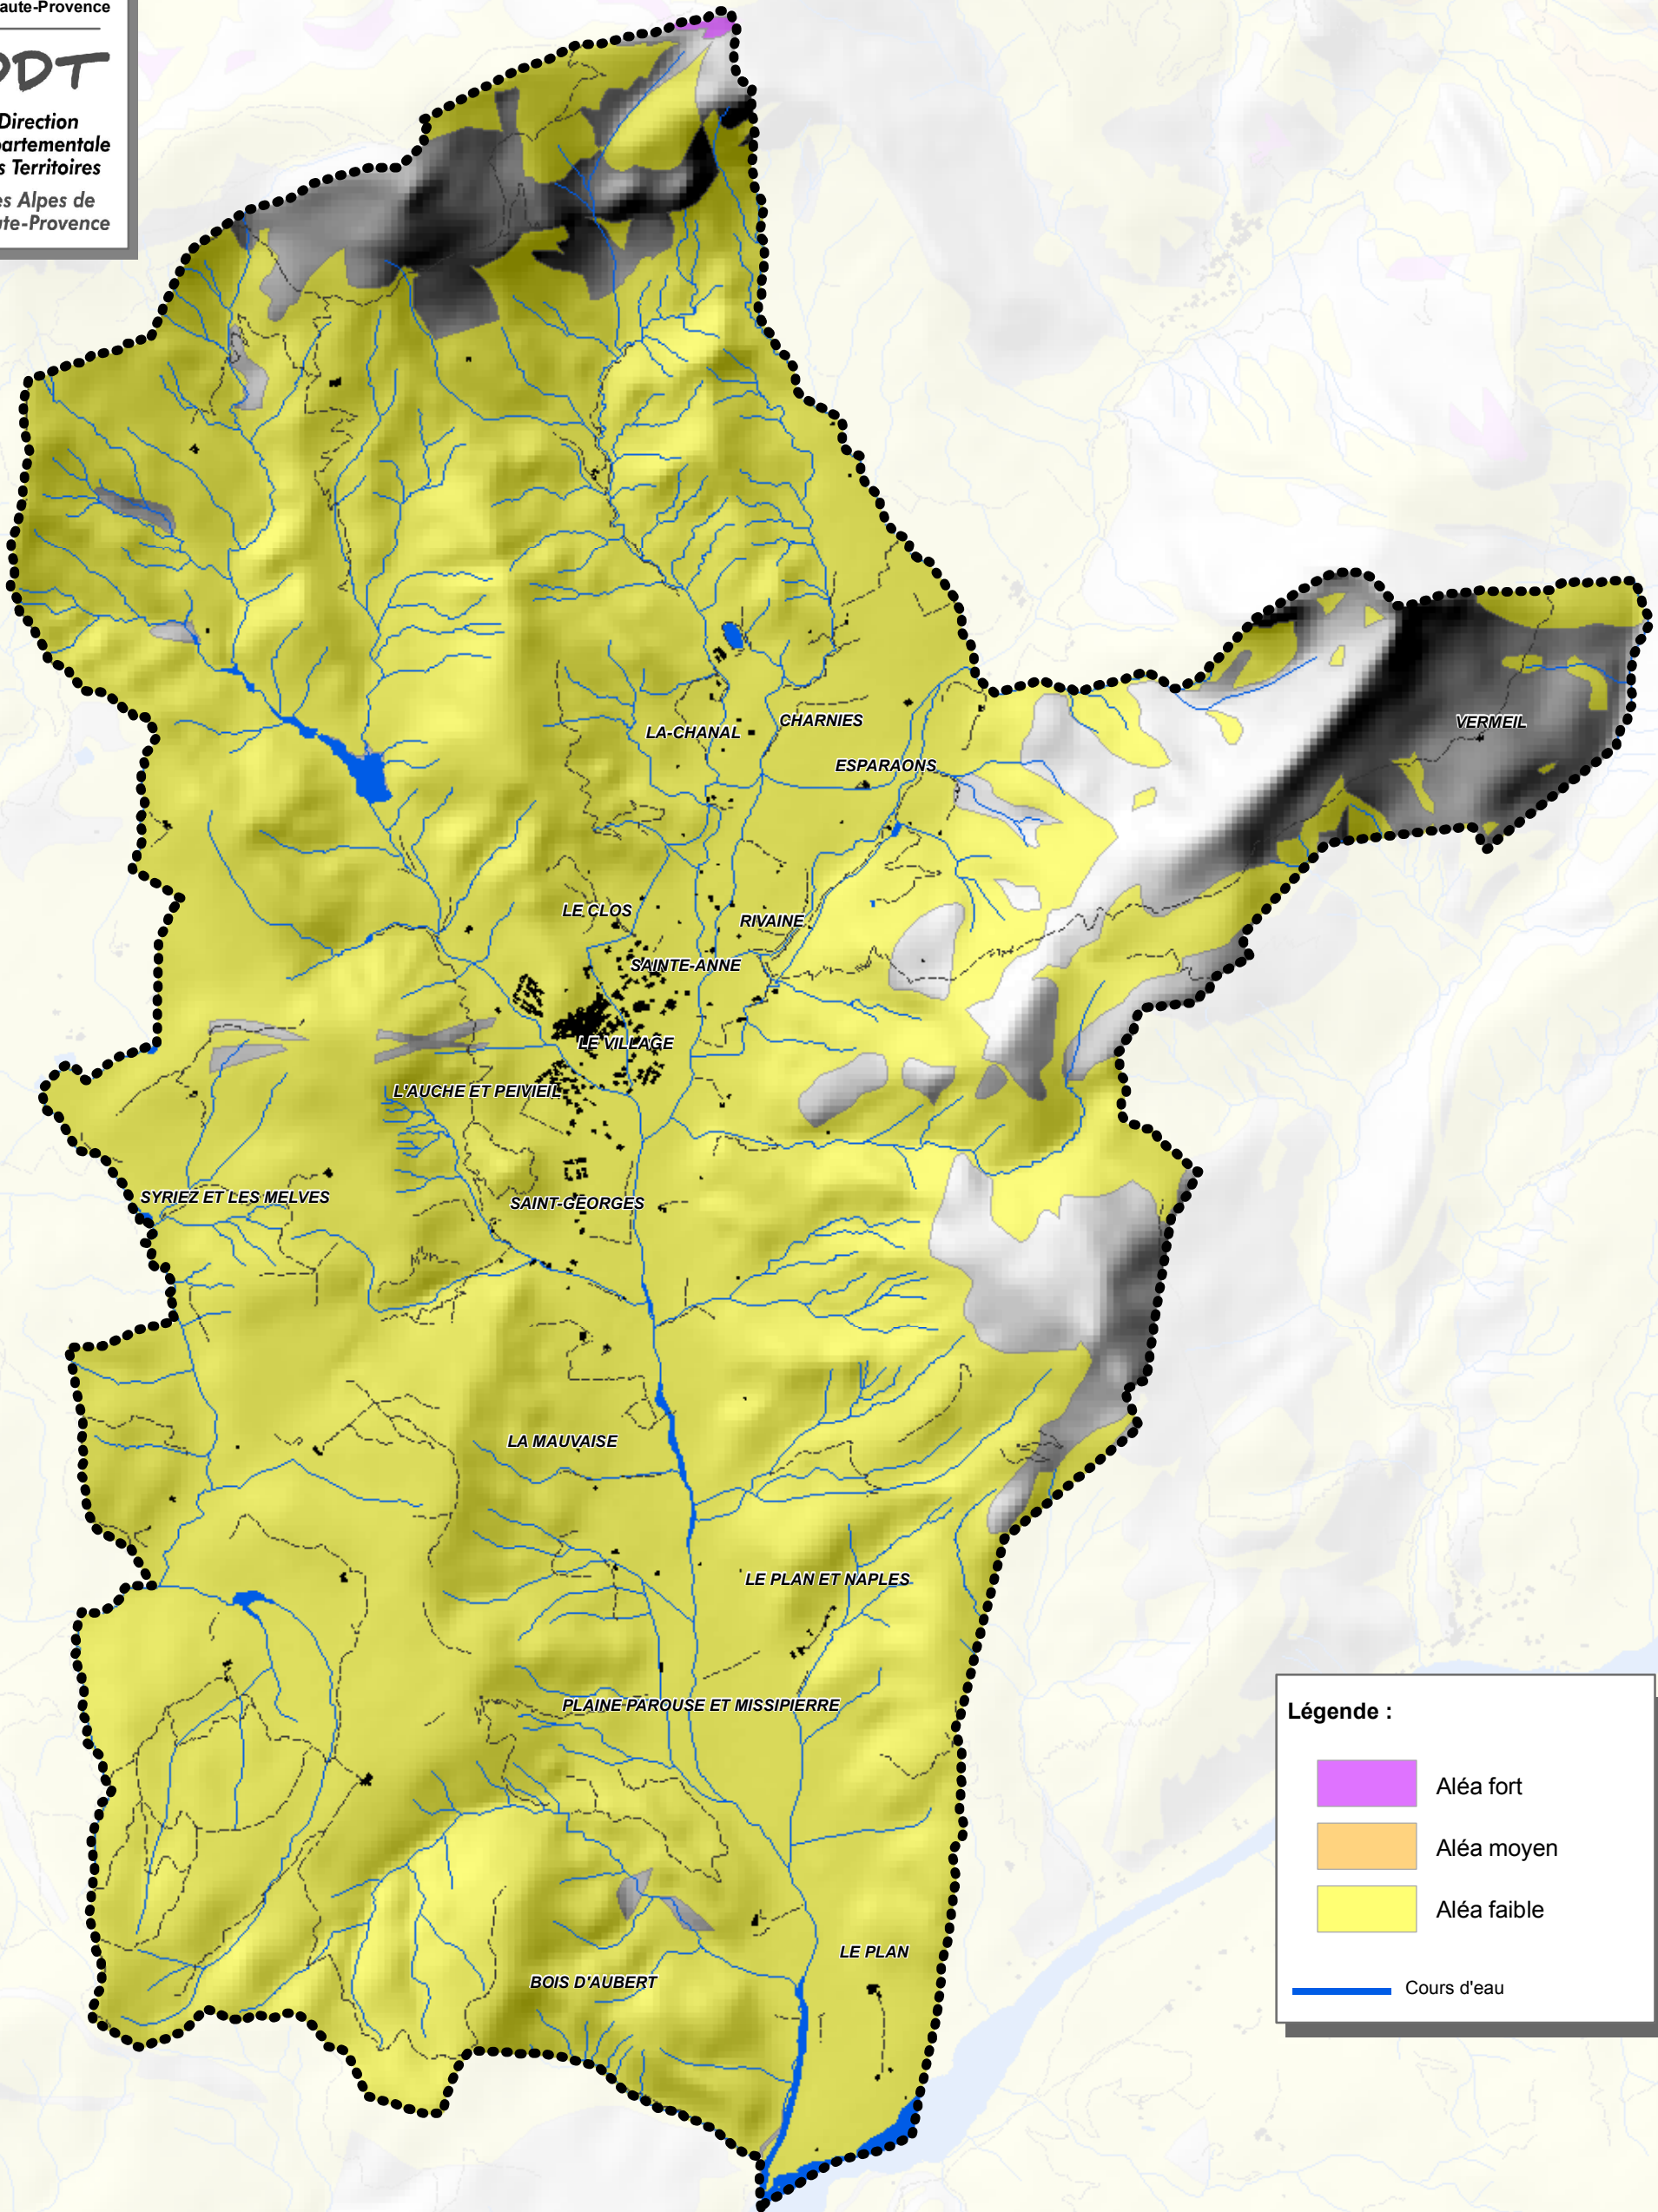 aute-Provence
DDT
Direction
partementale
s Territoires
es Alpes de
ute-Provence
VERMEIL
CHARNIES
LA-CHANAL
ESPARAONS
LE CLOS
RIVAINE
SAINTE-ANNE
LE VILLAGE
L'AUCHE ET PEIVIEIL
SYRIEZ ET LES MELVES
SAINT-GEORGES
LA MAUVAISE
LE PLAN ET NAPLES
PLAINE PAROUSE ET MISSIPIERRE
LE PLAN
BOIS D'AUBERT
Légende :
Aléa fort
Aléa moyen
Aléa faible
Cours d'eau